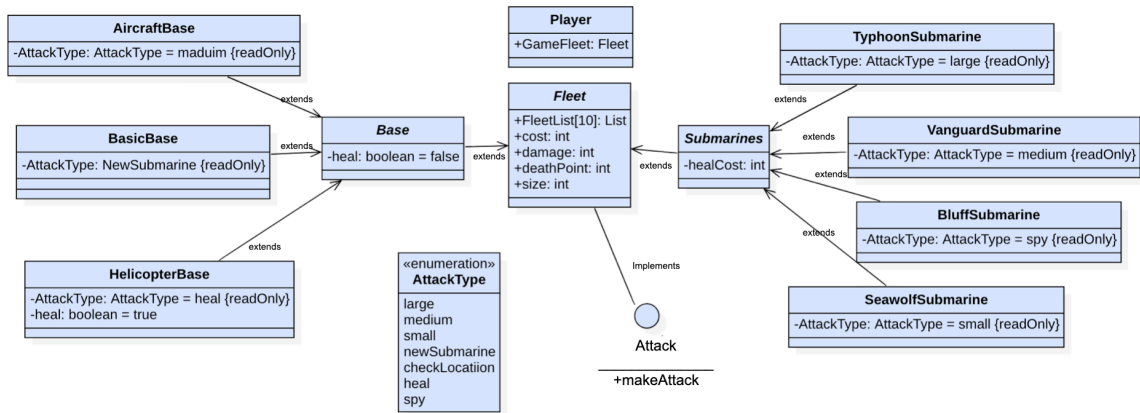 AircraftBase
-AttackType: AttackType = maduim {readOnly}
extends
BasicBase
-AttackType: NewSubmarine {readOnly}
extends
HelicopterBase
-AttackType: AttackType = heal {readOnly}
-heal: boolean = true
extends
Base
-heal: boolean = false
extends
Player
+GameFleet: Fleet
Fleet
+FleetList[10]: List
+cost: int
+damage: int
+deathPoint: int
+size: int
«enumeration»
AttackType
large
medium
small
newSubmarine
checkLocatiion
heal
spy
Implements
Attack
+makeAttack
extends
Submarines
-healCost: int
TyphoonSubmarine
-AttackType: AttackType = large {readOnly}
extends
VanguardSubmarine
-AttackType: AttackType = medium {readOnly}
extends
BluffSubmarine
-AttackType: AttackType = spy {readOnly}
extends
SeawolfSubmarine
-AttackType: AttackType = small {readOnly}
extends